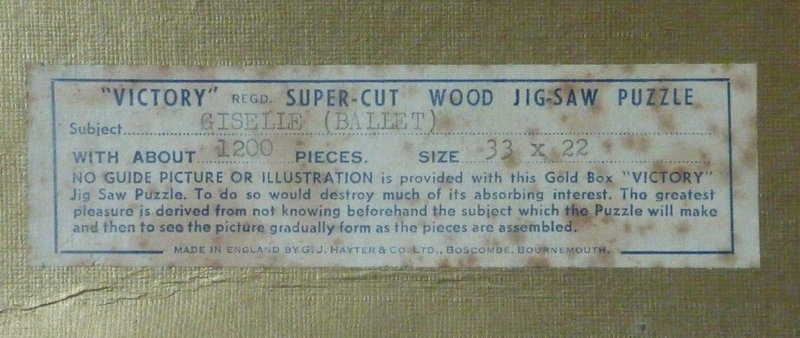 "VICTORY" REGD. SUPER-CUT WOOD JIG-SAW PUZZLE
Subject GISELLE (BALLET)
WITH ABOUT 1200 PIECES. SIZE 33 x 22
NO GUIDE PICTURE OR ILLUSTRATION is provided with this Gold Box "VICTORY"
Jig Saw Puzzle. To do so would destroy much of its absorbing interest. The greatest
pleasure is derived from not knowing beforehand the subject which the Puzzle will make
and then to see the picture gradually form as the pieces are assembled.
MADE IN ENGLAND BY G. J. HAYTER & CO. LTD., BOSCOMBE, BOURNEMOUTH.